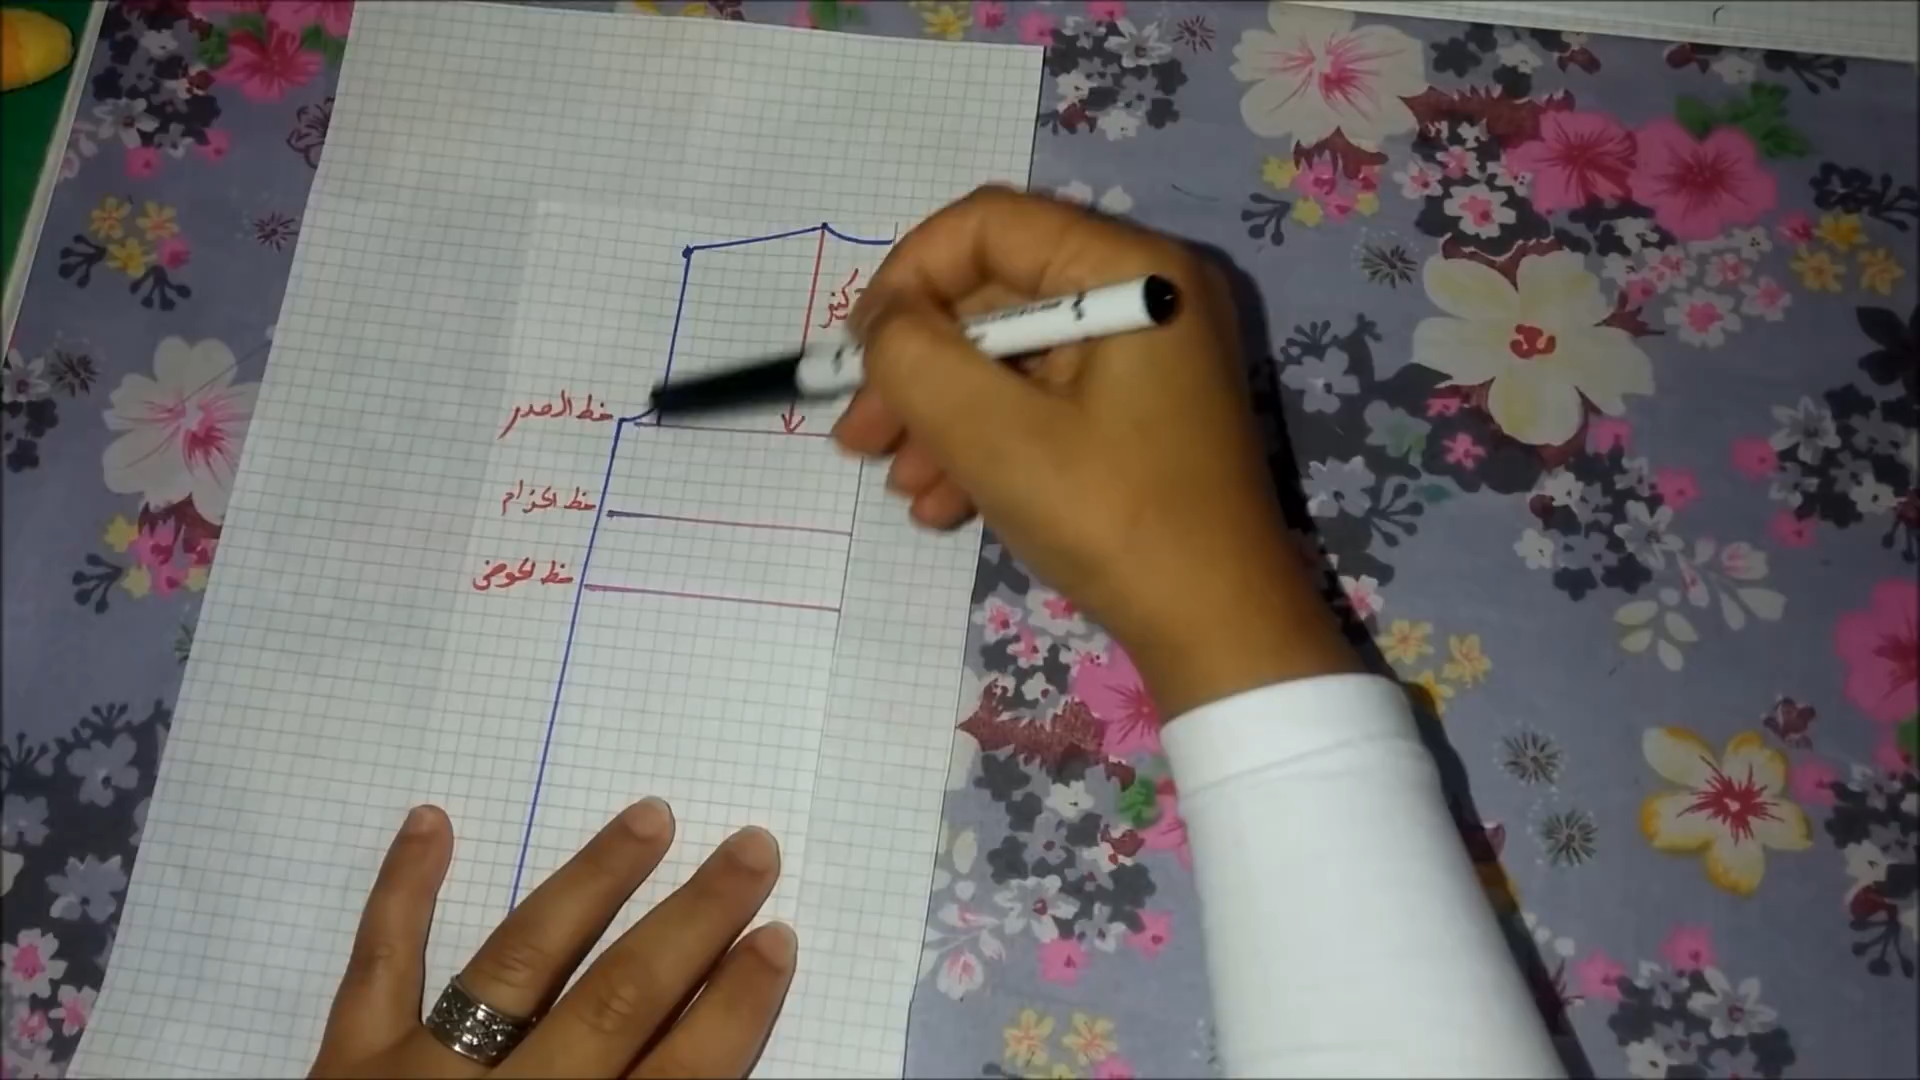 خط الصدر
خط الحزام
خط الحوض